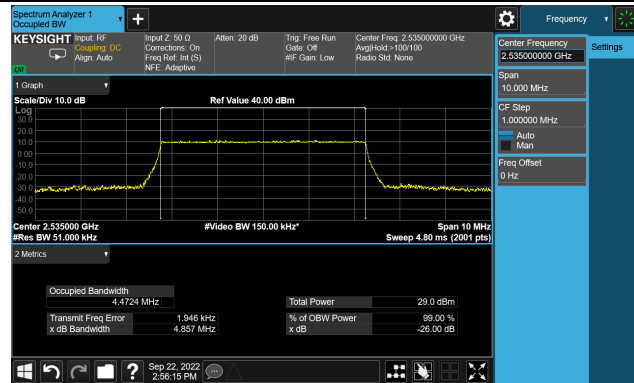 Spectrum Analyzer 1
Occupied BW
+
Frequency
KEYSIGHT
Input: RF
Coupling: DC
Align: Auto
Input Z: 50 Ω
Corrections: On
Freq Ref: Int (S)
NFE: Adaptive
Atten: 20 dB
Trig: Free Run
Gate: Off
#IF Gain: Low
Center Freq: 2.535000000 GHz
Avg|Hold:>100/100
Radio Std: None
LXI
Center Frequency
2.535000000 GHz
Settings
Span
10.000 MHz
CF Step
1.000000 MHz
Auto
Man
Freq Offset
0 Hz
1 Graph
Scale/Div 10.0 dB
Ref Value 40.00 dBm
Log
30.0
20.0
10.0
0.00
-10.0
-20.0
-30.0
-40.0
-50.0
Center 2.535000 GHz
#Video BW 150.00 kHz*
Span 10 MHz
#Res BW 51.000 kHz
Sweep 4.80 ms (2001 pts)
2 Metrics
Occupied Bandwidth
4.4724 MHz
Total Power 29.0 dBm
Transmit Freq Error 1.946 kHz
% of OBW Power 99.00 %
x dB Bandwidth 4.857 MHz
x dB -26.00 dB
?
Sep 22, 2022
2:56:15 PM